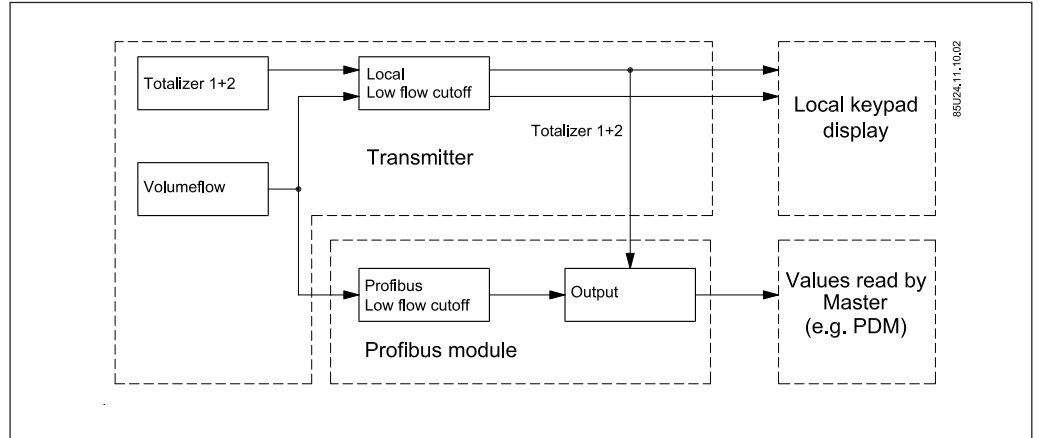 Totalizer 1+2
Local
Low flow cutoff
Totalizer 1+2
Transmitter
Volumeflow
Local keypad
display
85U24.11.10.02
Profibus
Low flow cutoff
Output
Profibus module
Values read by
Master
(e.g. PDM)